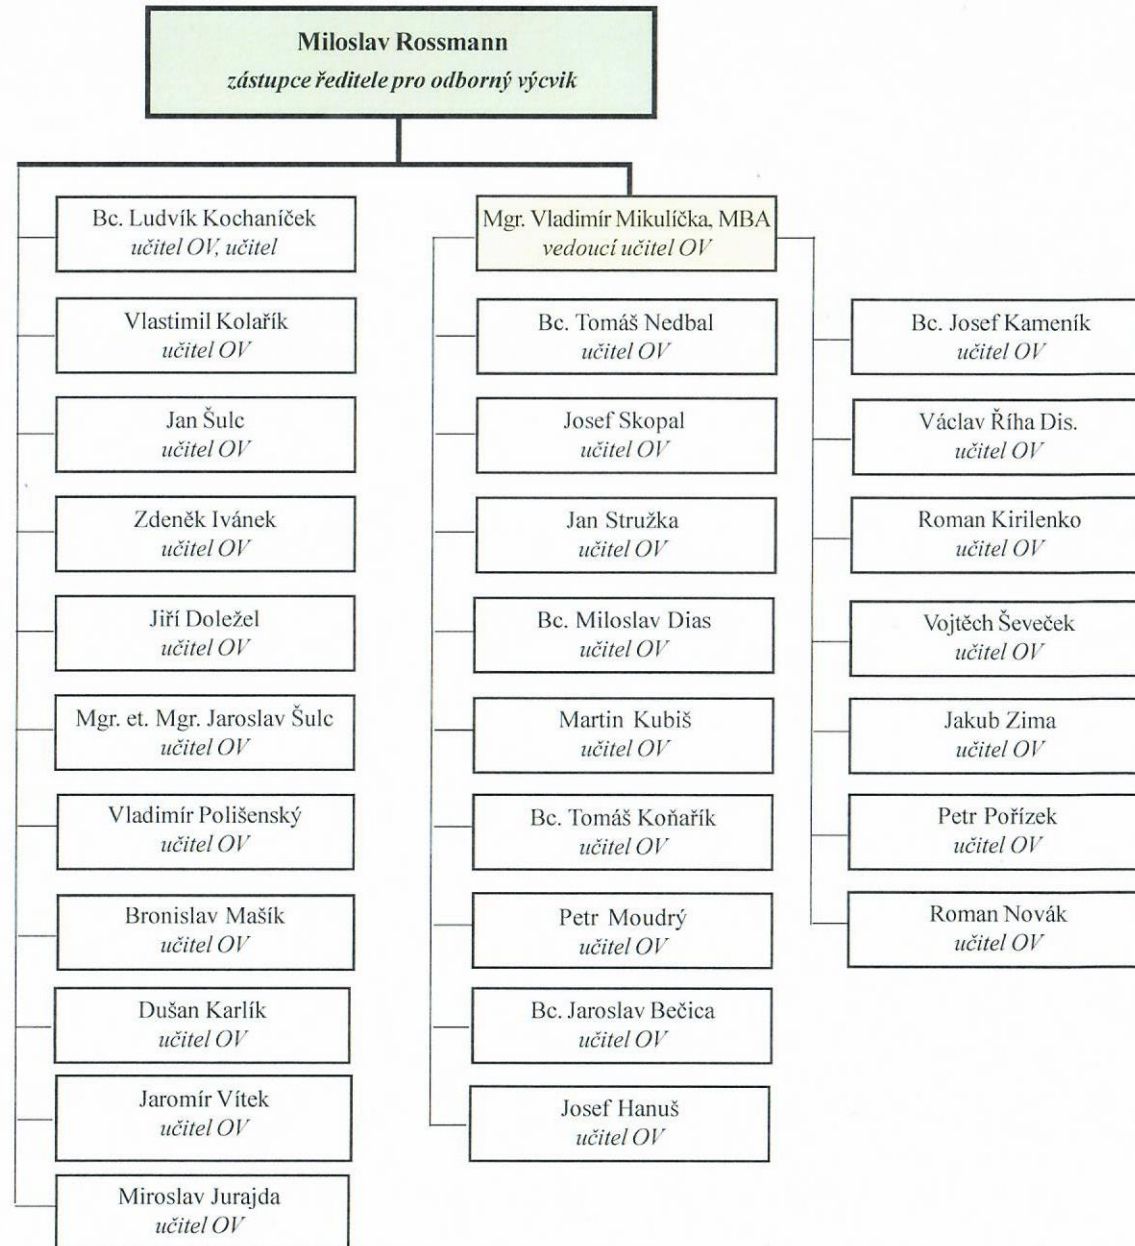 Miloslav Rossmann
zástupce ředitele pro odborný výcvik
Bc. Ludvík Kochaníček
učitel OV, učitel
Vlastimil Kolařík
učitel OV
Jan Šulc
učitel OV
Zdeněk Ivánek
učitel OV
Jiří Doležel
učitel OV
Mgr. et. Mgr. Jaroslav Šulc
učitel OV
Vladimír Polišenský
učitel OV
Bronislav Mašík
učitel OV
Dušan Karlík
učitel OV
Jaromír Vítek
učitel OV
Miroslav Jurajda
učitel OV
Mgr. Vladimír Mikulíčka, MBA
vedoucí učitel OV
Bc. Tomáš Nedbal
učitel OV
Josef Skopal
učitel OV
Jan Stružka
učitel OV
Bc. Miloslav Dias
učitel OV
Martin Kubiš
učitel OV
Bc. Tomáš Koňařík
učitel OV
Petr Moudrý
učitel OV
Bc. Jaroslav Bečica
učitel OV
Josef Hanuš
učitel OV
Bc. Josef Kameník
učitel OV
Václav Říha Dis.
učitel OV
Roman Kirilenko
učitel OV
Vojtěch Ševeček
učitel OV
Jakub Zima
učitel OV
Petr Pořízek
učitel OV
Roman Novák
učitel OV